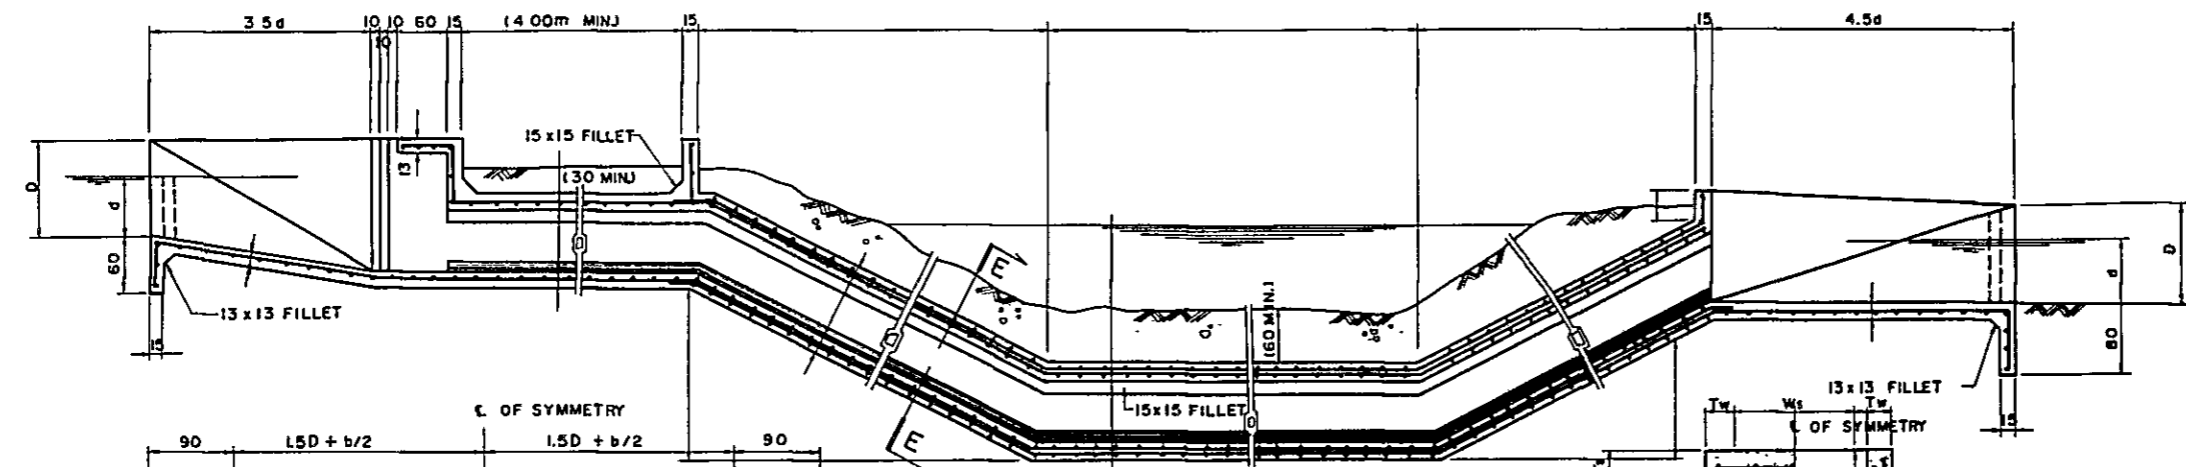 3.5d 10 10 60 15 (4.00m MIN.) 15 15 4.5d
10
15 x 15 FILLET
13
(30 MIN.)
D
d
60
E
D
d
60
13 x 13 FILLET
(60 MIN.)
15
13 x 13 FILLET
15x15 FILLET
℄ OF SYMMETRY
Tw Ws Tw
℄ OF SYMMETRY
15
90 1.5D + b/2 1.5D + b/2 90
E